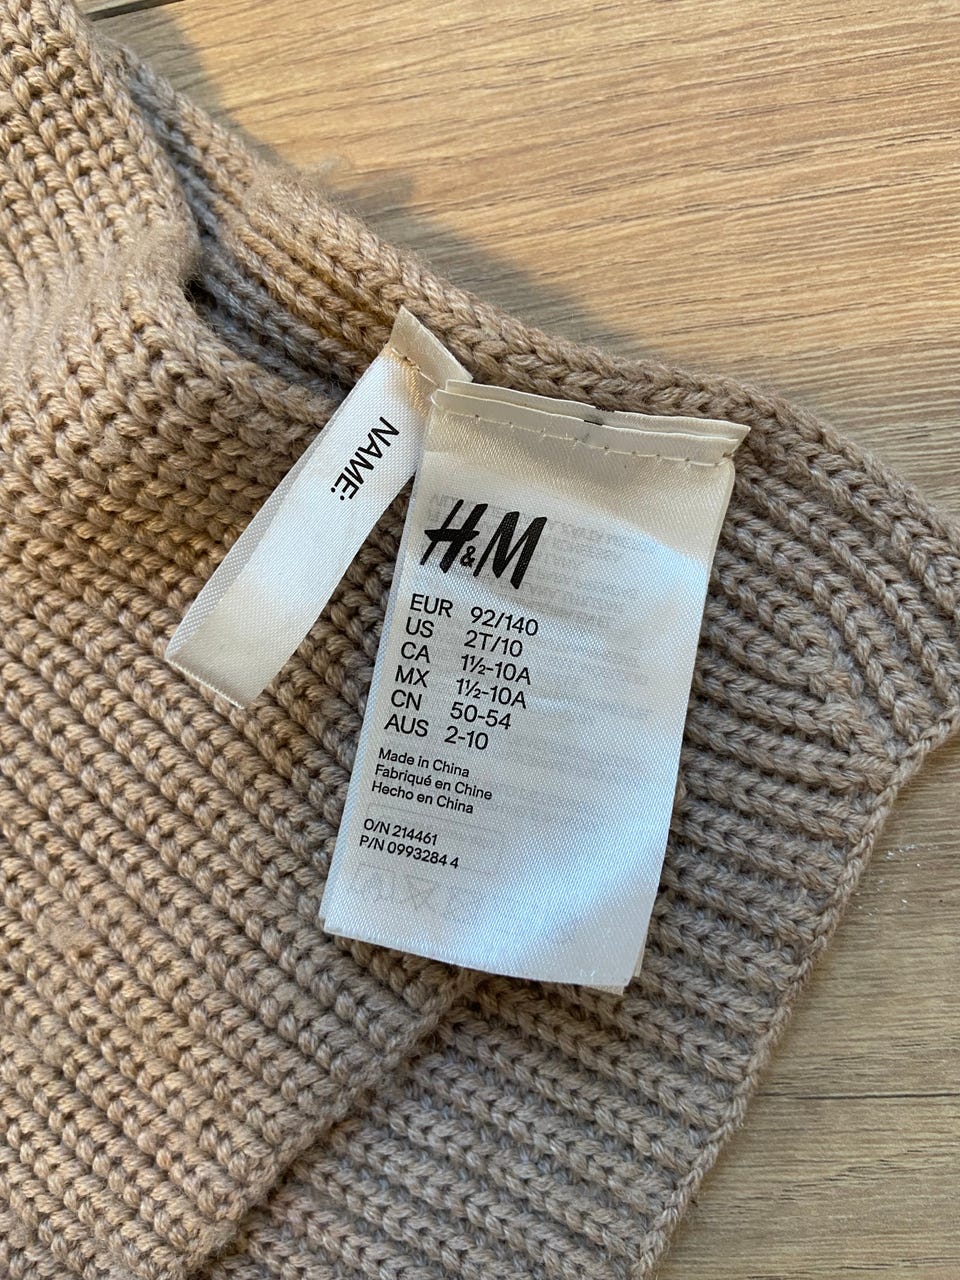 NAME:
H&M
EUR 92/140
US 2T/10
CA 1½-10A
MX 1½-10A
CN 50-54
AUS 2-10
Made in China
Fabriqué en Chine
Hecho en China
O/N 214461
P/N 0993284 4